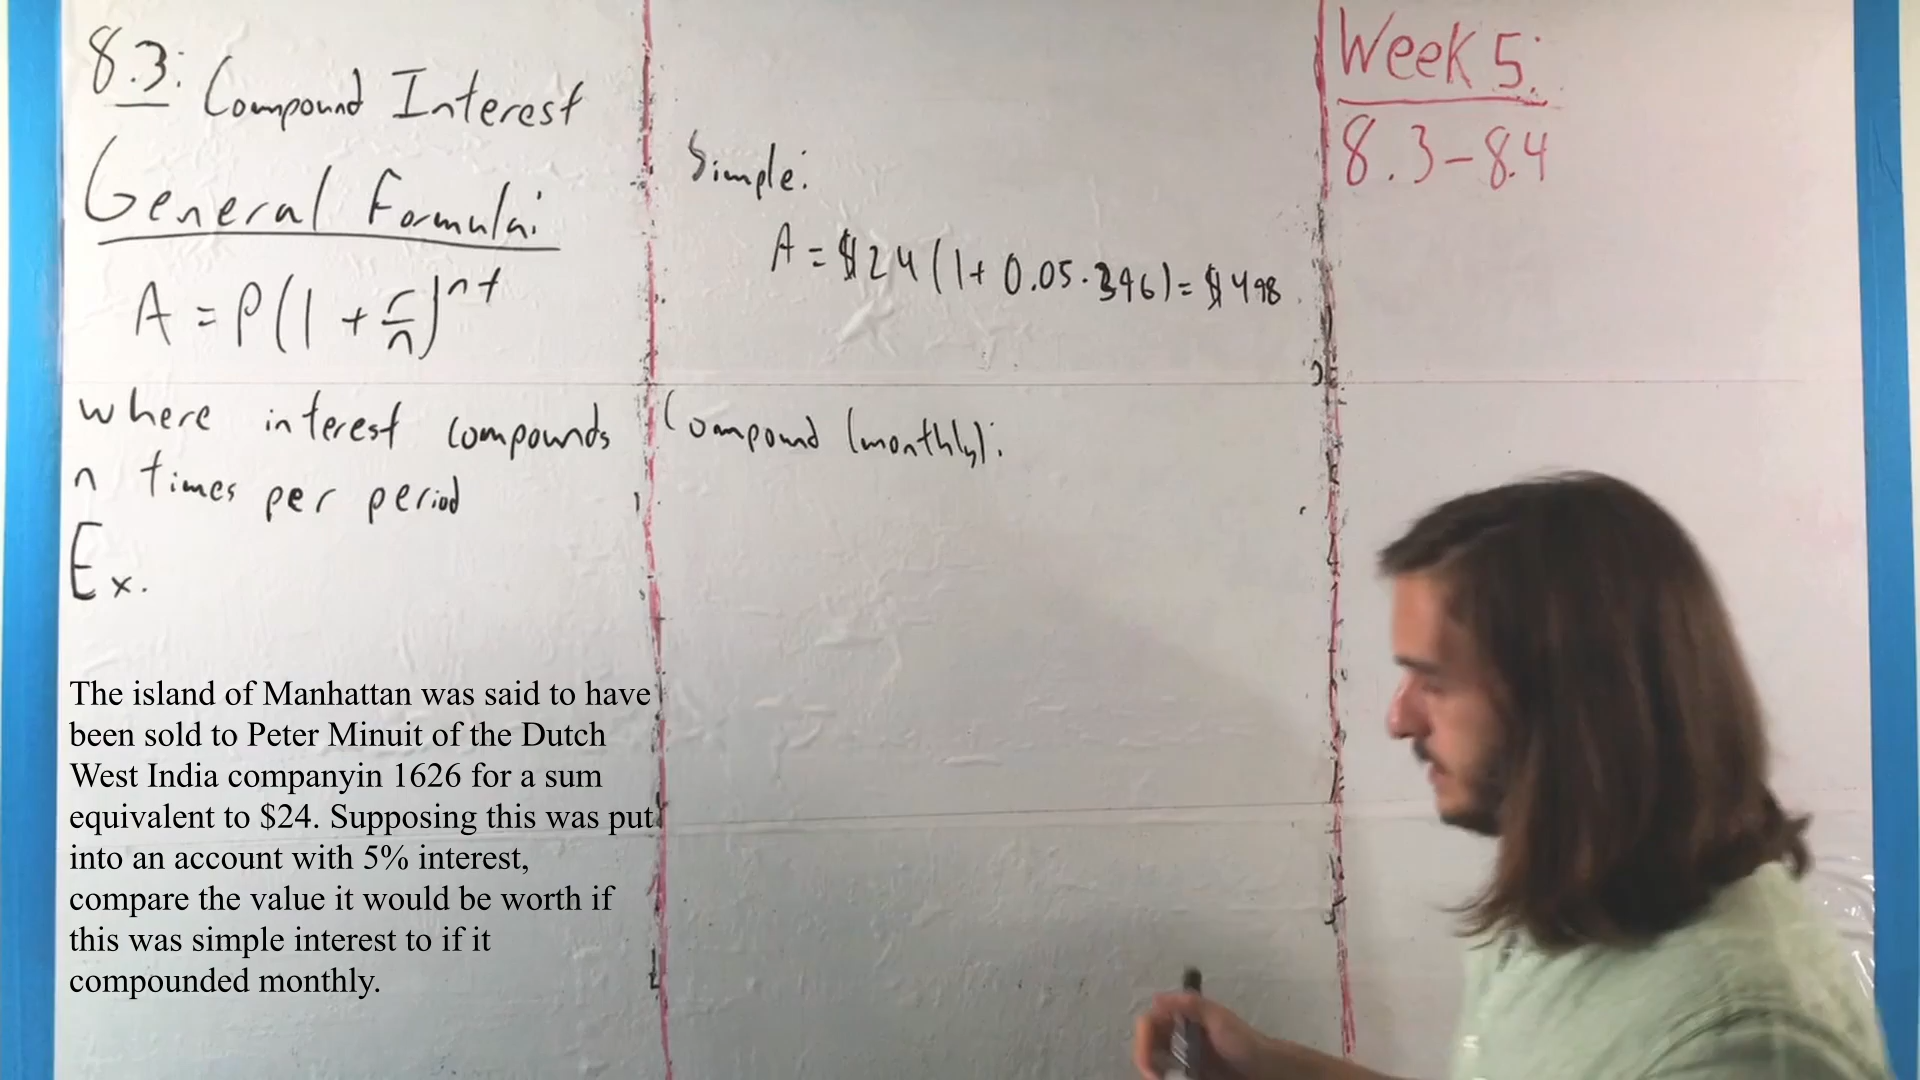 8.3: Compound Interest
General Formula:
A = P(1 + r/n)^nt
where interest compounds
n times per period
Ex.
The island of Manhattan was said to have
been sold to Peter Minuit of the Dutch
West India companyin 1626 for a sum
equivalent to $24. Supposing this was put
into an account with 5% interest,
compare the value it would be worth if
this was simple interest to if it
compounded monthly.
Simple:
A = $24(1+0.05·396)= $498
Compound (monthly):
Week 5:
8.3-8.4